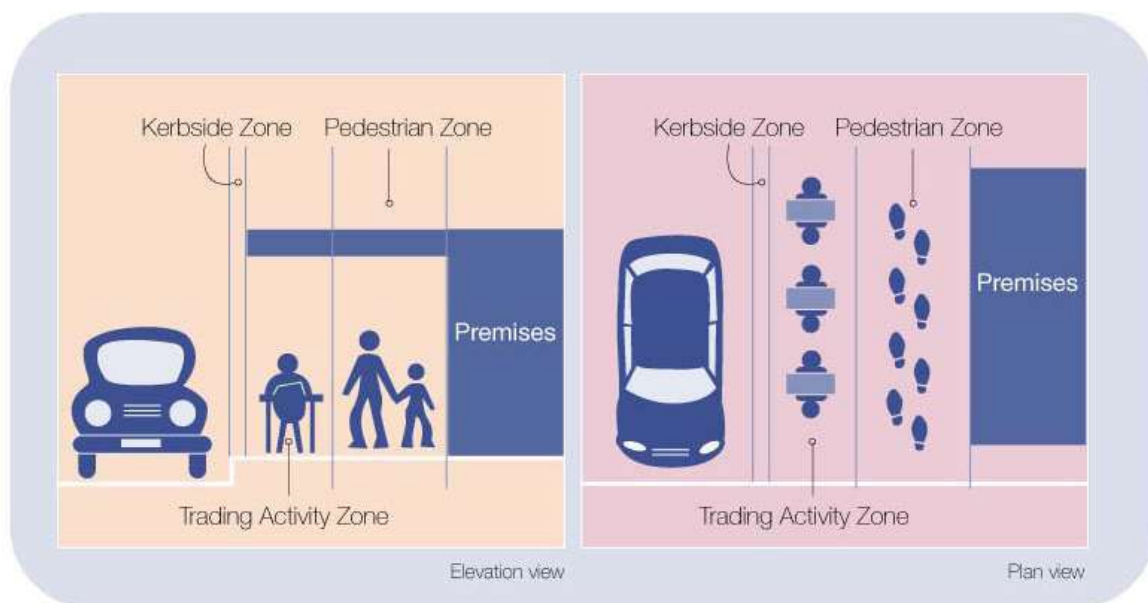 Kerbside Zone
Pedestrian Zone
Premises
Trading Activity Zone
Elevation view
Kerbside Zone
Pedestrian Zone
Premises
Trading Activity Zone
Plan view